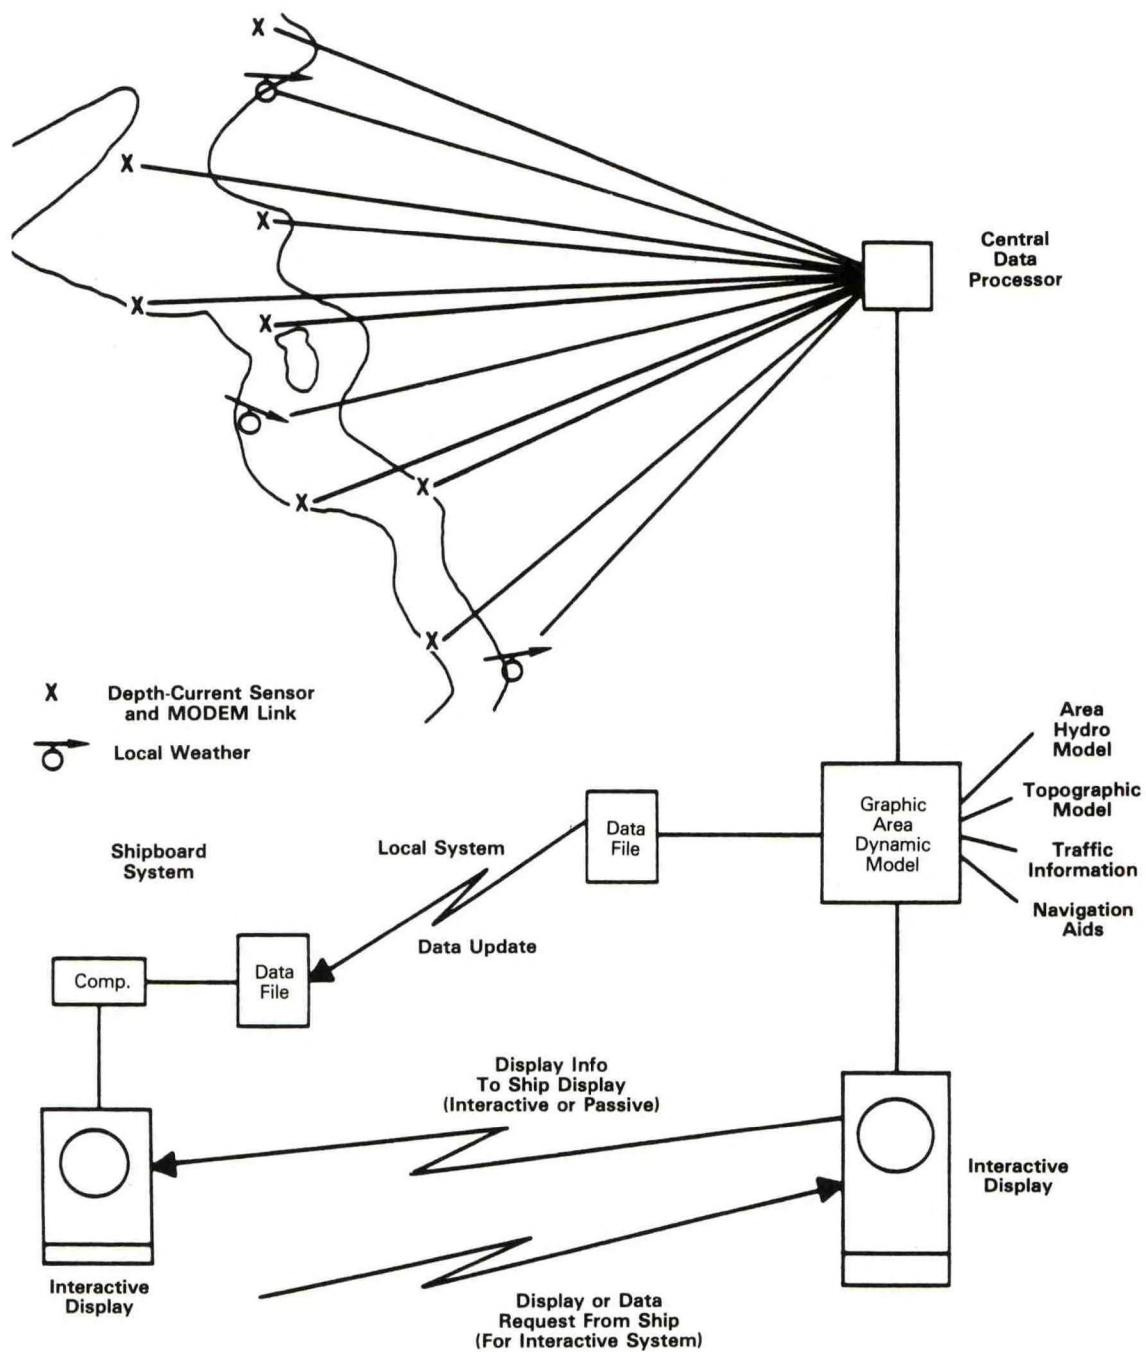 X
X
X
X
X
X
X
X
X
Central
Data
Processor
X Depth-Current Sensor
and MODEM Link
Local Weather
Area
Hydro
Model
Topographic
Model
Traffic
Information
Navigation
Aids
Graphic
Area
Dynamic
Model
Data
File
Shipboard
System
Local System
Data Update
Data
File
Comp.
Display Info
To Ship Display
(Interactive or Passive)
Interactive
Display
Interactive
Display
Display or Data
Request From Ship
(For Interactive System)